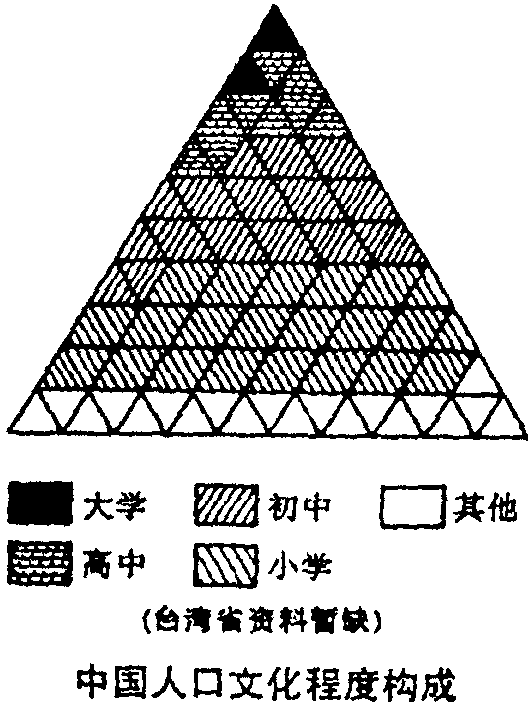 大学 初中 其他
高中 小学
(台湾省资料暂缺)
中国人口文化程度构成